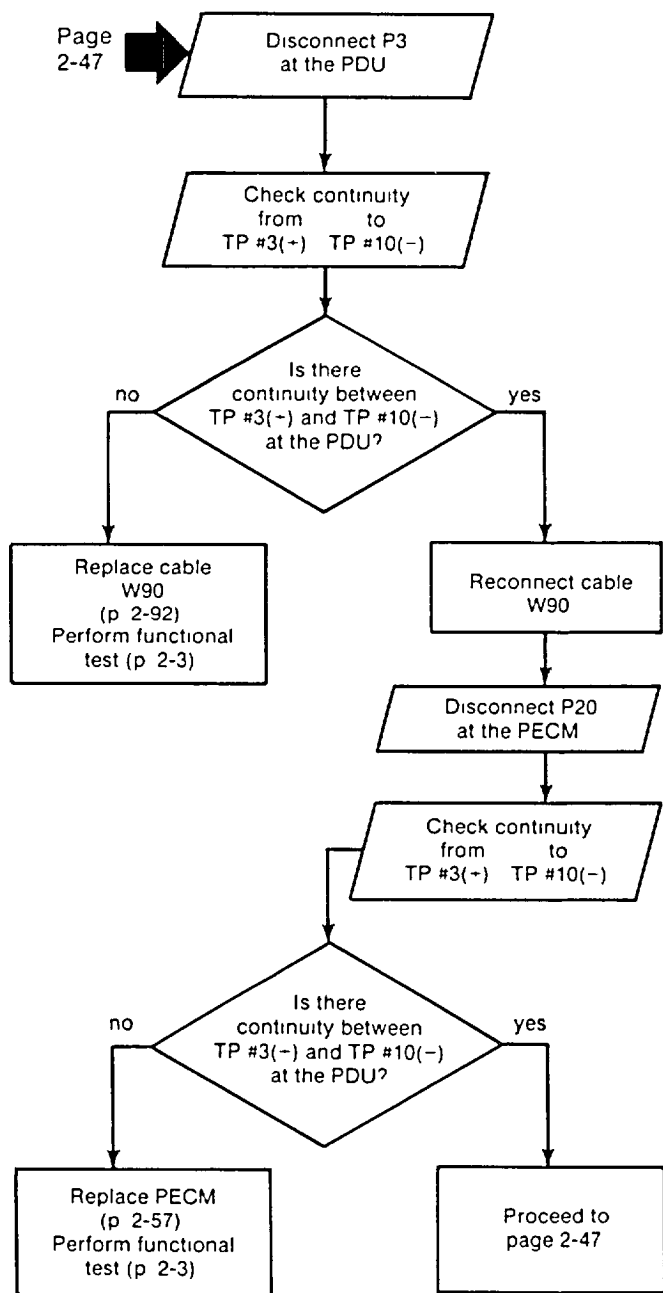 Page
2-47
Disconnect P3
at the PDU
Check continuity
from to
TP #3(+) TP #10(−)
Is there
continuity between
TP #3(+) and TP #10(−)
at the PDU?
no
yes
Replace cable
W90
(p 2-92)
Perform functional
test (p 2-3)
Reconnect cable
W90
Disconnect P20
at the PECM
Check continuity
from to
TP #3(+) TP #10(−)
Is there
continuity between
TP #3(+) and TP #10(−)
at the PDU?
no
yes
Replace PECM
(p 2-57)
Perform functional
test (p 2-3)
Proceed to
page 2-47